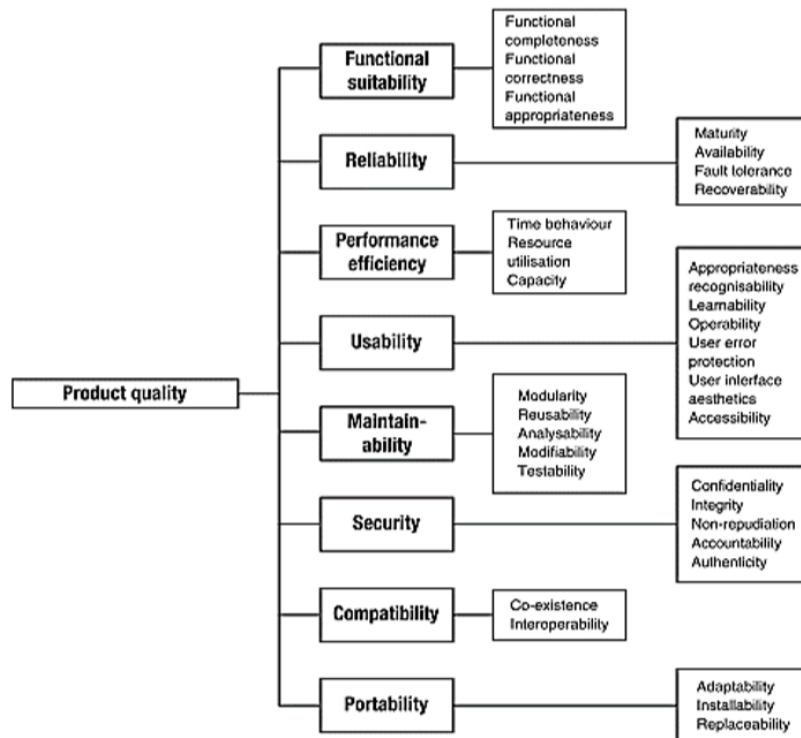 Product quality
Functional
suitability
Functional
completeness
Functional
correctness
Functional
appropriateness
Reliability
Maturity
Availability
Fault tolerance
Recoverability
Performance
efficiency
Time behaviour
Resource
utilisation
Capacity
Usability
Appropriateness
recognisability
Learnability
Operability
User error
protection
User interface
aesthetics
Accessibility
Maintain-
ability
Modularity
Reusability
Analysability
Modifiability
Testability
Security
Confidentiality
Integrity
Non-repudiation
Accountability
Authenticity
Compatibility
Co-existence
Interoperability
Portability
Adaptability
Installability
Replaceability